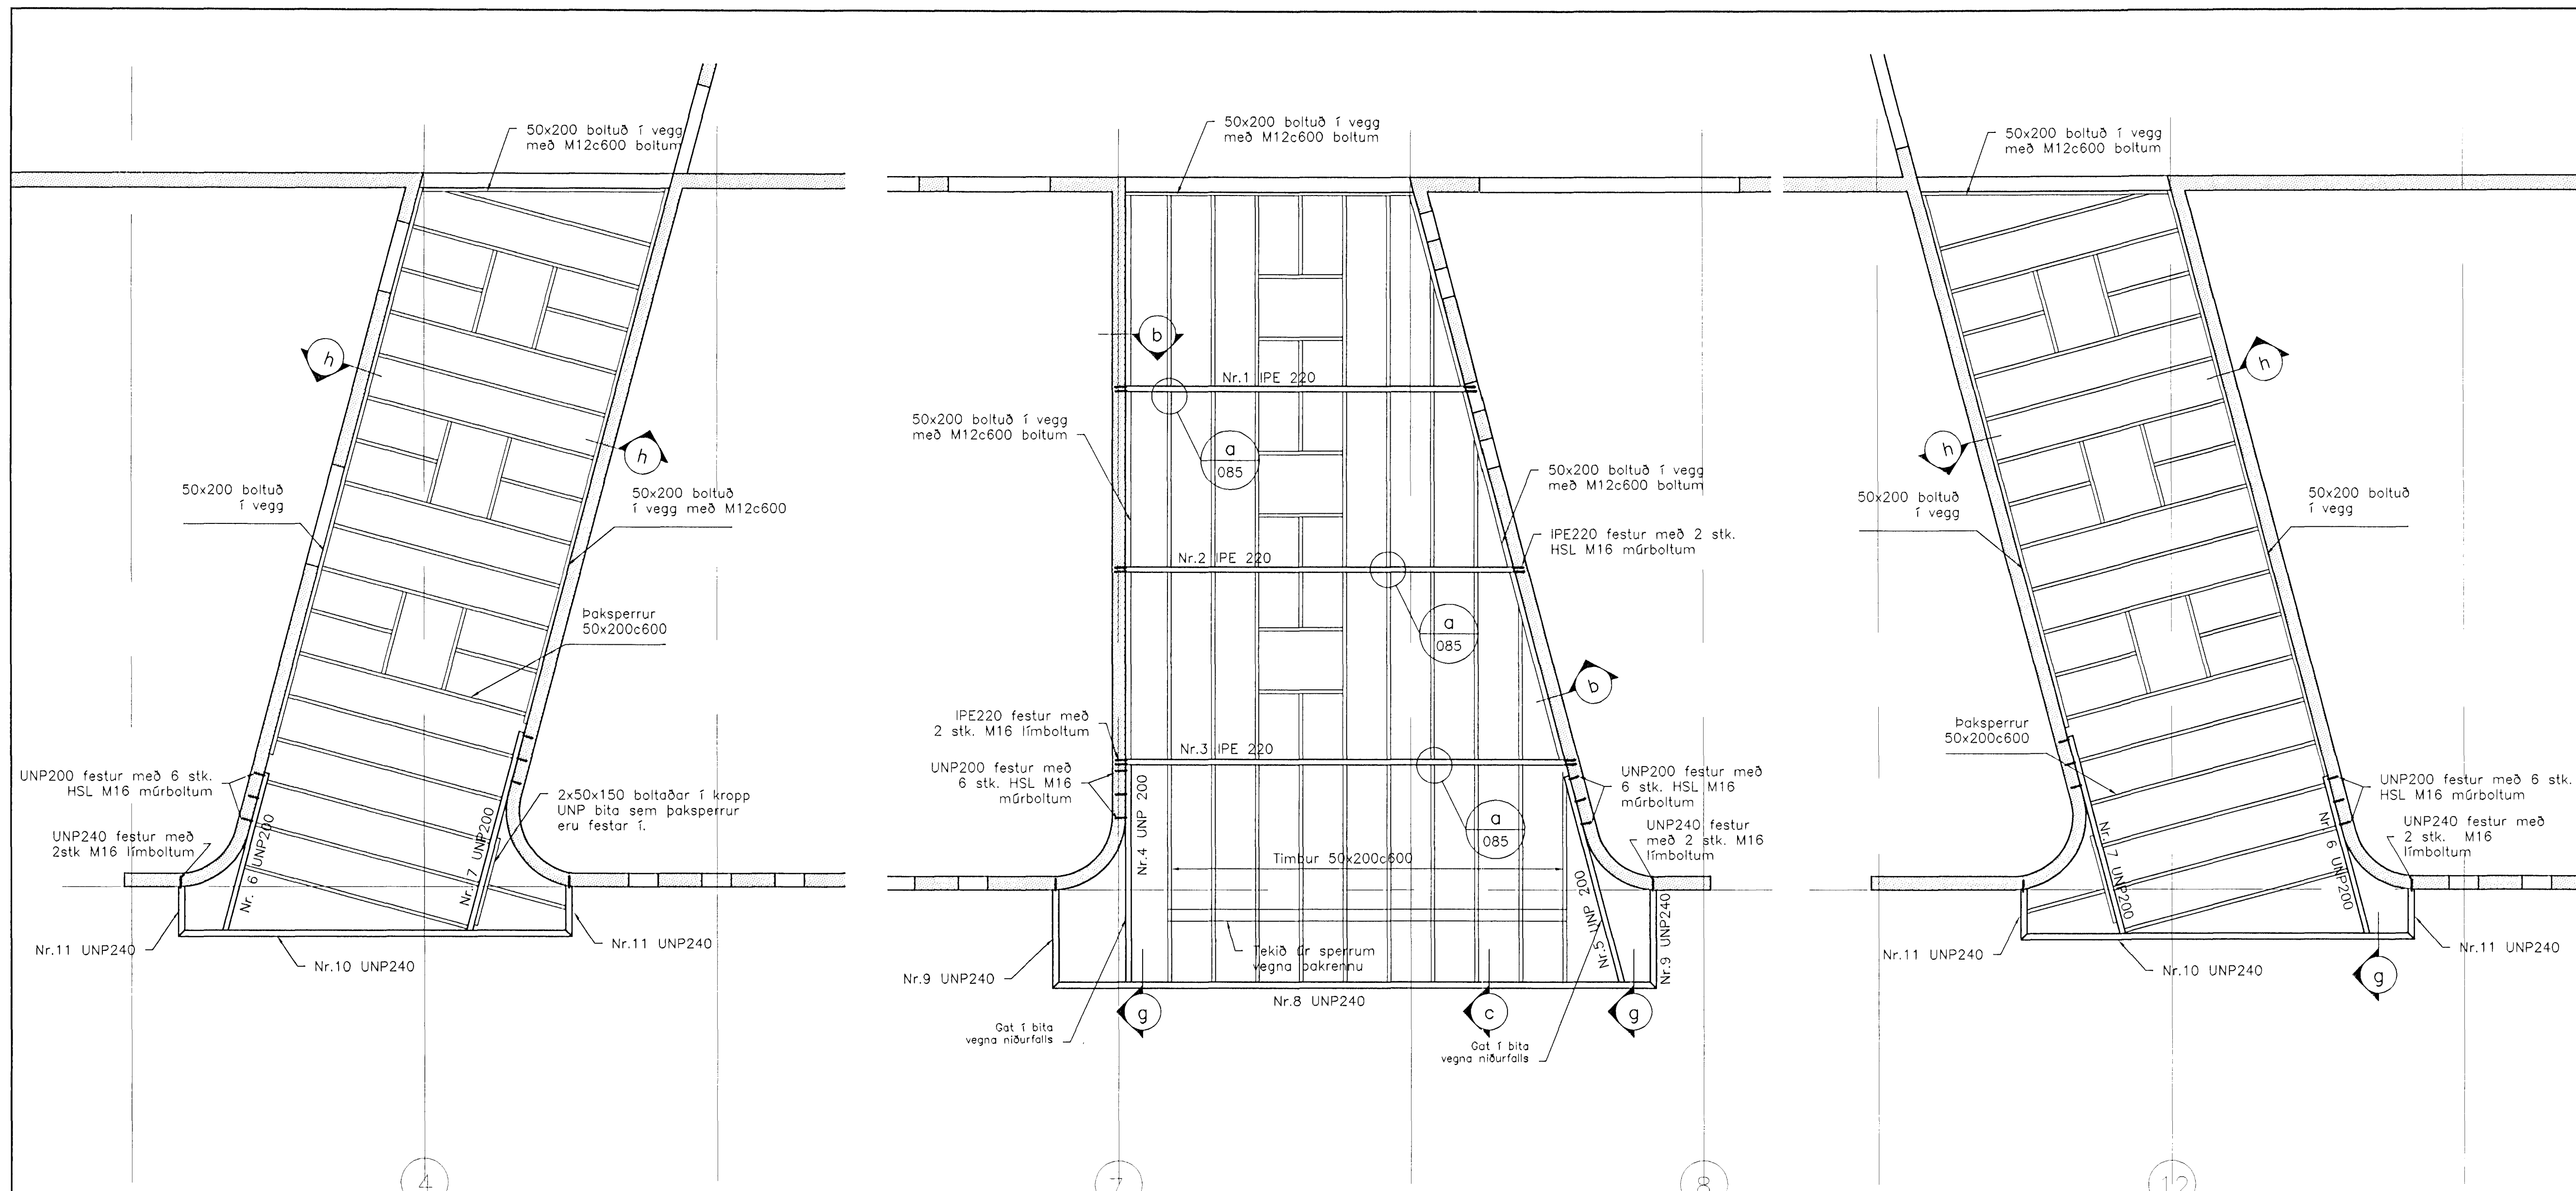 50x200 boltuð í vegg
með M12c600 boltum
h
h
50x200 boltuð
í vegg
50x200 boltuð
í vegg með M12c600
Þaksperrur
50x200c600
UNP200 festur með 6 stk.
HSL M16 múrboltum
UNP240 festur með
2stk M16 límboltum
2x50x150 boltaðar í kropp
UNP bita sem þaksperrur
eru festar í.
Nr. 6 UNP200
Nr. 17 UNP200
Nr.11 UNP240
Nr.10 UNP240
Nr.11 UNP240
4
50x200 boltuð í vegg
með M12c600 boltum
b
Nr.1 IPE 220
50x200 boltuð í vegg
með M12c600 boltum
a
085
50x200 boltuð í vegg
með M12c600 boltum
Nr.2 IPE 220
IPE220 festur með 2 stk.
HSL M16 múrboltum
a
085
b
IPE220 festur með
2 stk. M16 límboltum
Nr.3 IPE 220
UNP200 festur með
6 stk. HSL M16
múrboltum
Nr.4 UNP 200
UNP200 festur með
6 stk. HSL M16
múrboltum
a
085
UNP240 festur
með 2 stk. M16
límboltum
Timbur 50x200c600
Nr.5 UNP 200
Nr.9 UNP240
Tekið úr sperrum
vegna þakrennu
Nr.9 UNP240
Nr.8 UNP240
g
c
g
Gat í bita
vegna niðurfalls
Gat í bita
vegna niðurfalls
7
8
50x200 boltuð í vegg
með M12c600 boltum
h
h
50x200 boltuð
í vegg
50x200 boltuð
í vegg
Þaksperrur
50x200c600
UNP200 festur með 6 stk.
HSL M16 múrboltum
UNP240 festur með
2 stk. M16
límboltum
Nr. 7 UNP200
Nr. 6 UNP200
Nr.11 UNP240
Nr.10 UNP240
Nr.11 UNP240
g
12